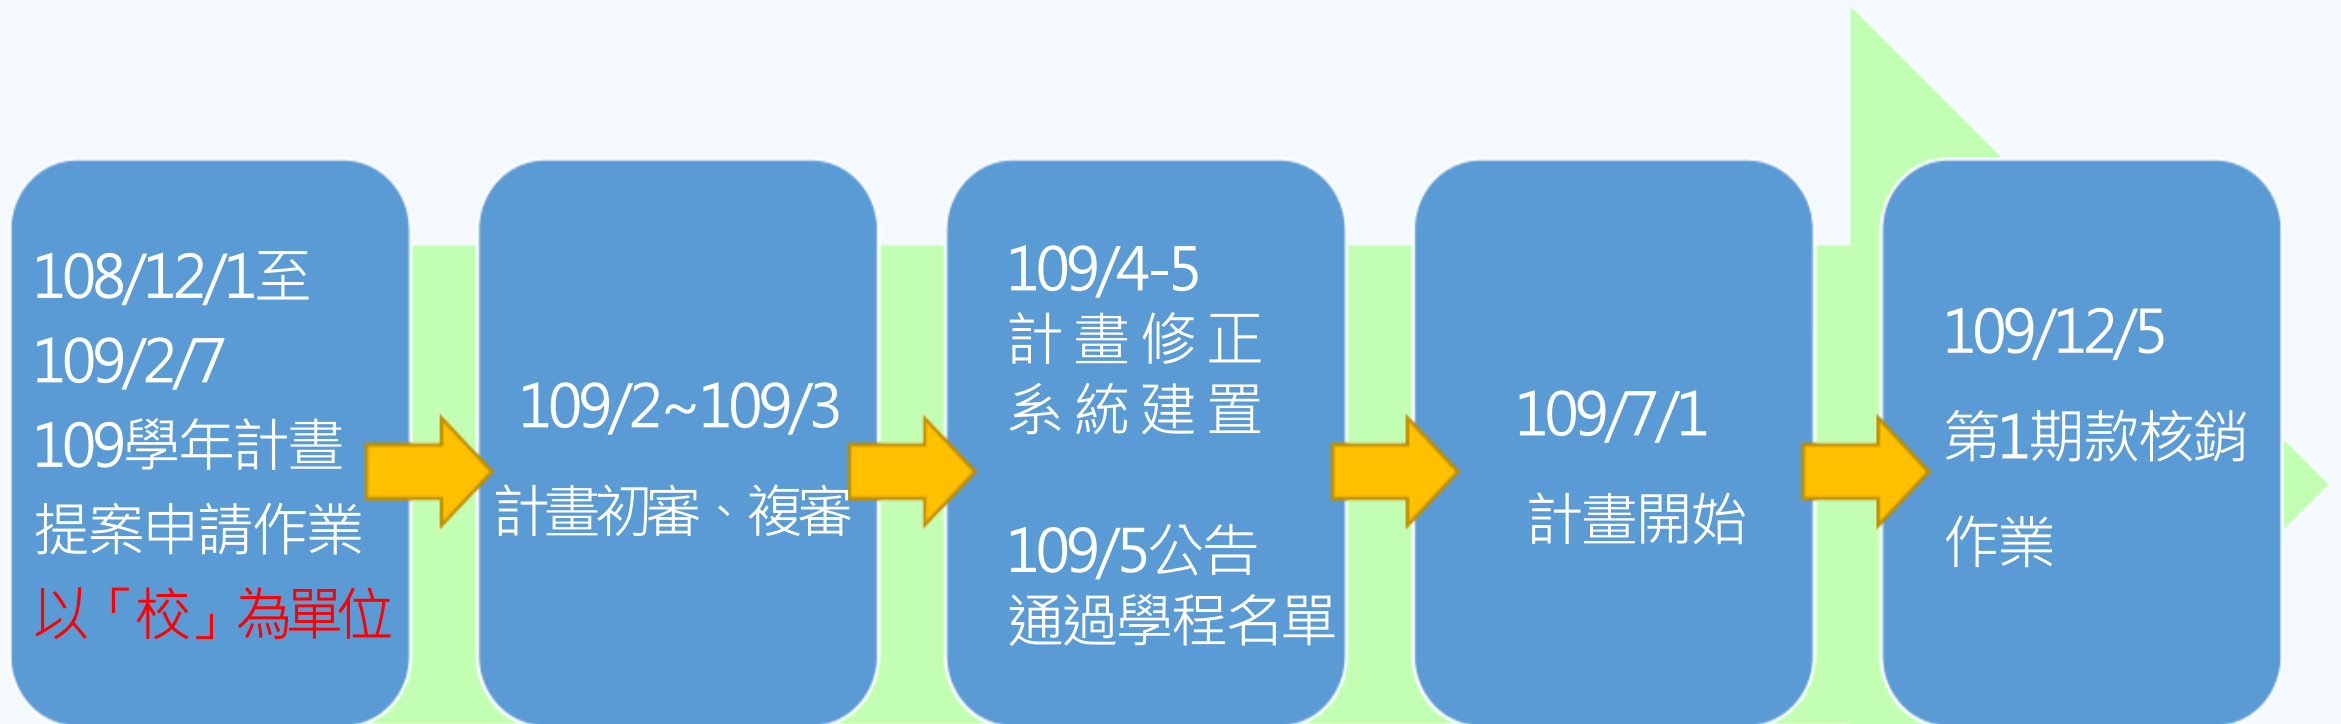 108/12/1至
109/2/7
109學年計畫
提案申請作業
以「校」為單位
109/2~109/3
計畫初審、複審
109/4-5
計畫修正
系統建置
109/5公告
通過學程名單
109/7/1
計畫開始
109/12/5
第1期款核銷
作業